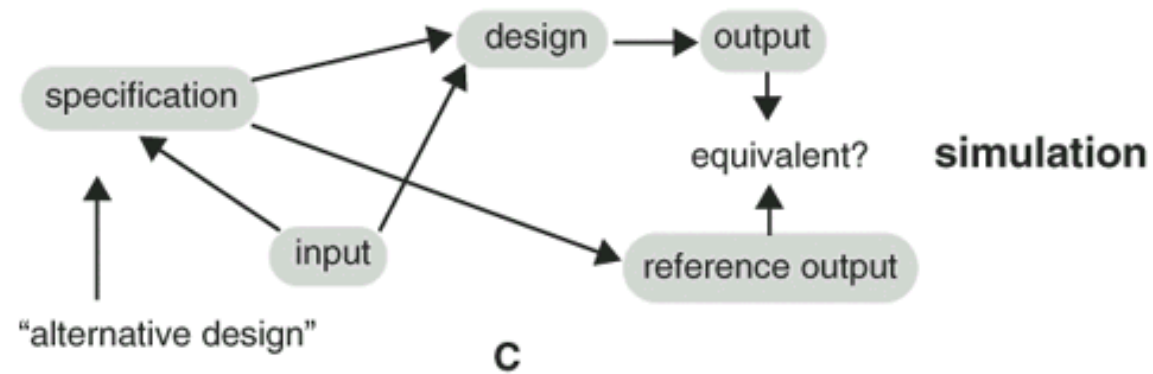 design
output
specification
equivalent?
simulation
input
reference output
“alternative design”
C